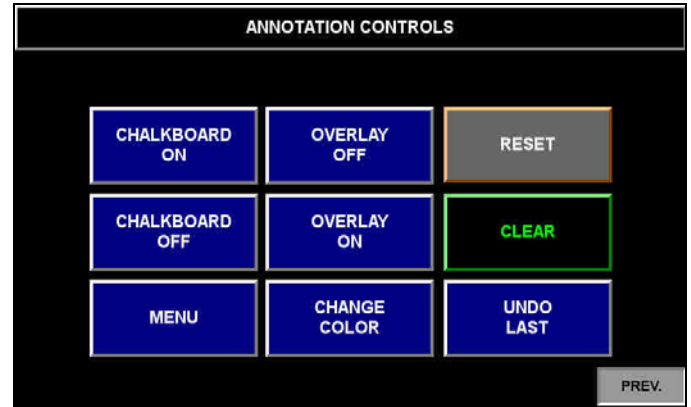 ANNOTATION CONTROLS
CHALKBOARD
ON
OVERLAY
OFF
RESET
CHALKBOARD
OFF
OVERLAY
ON
CLEAR
MENU
CHANGE
COLOR
UNDO
LAST
PREV.